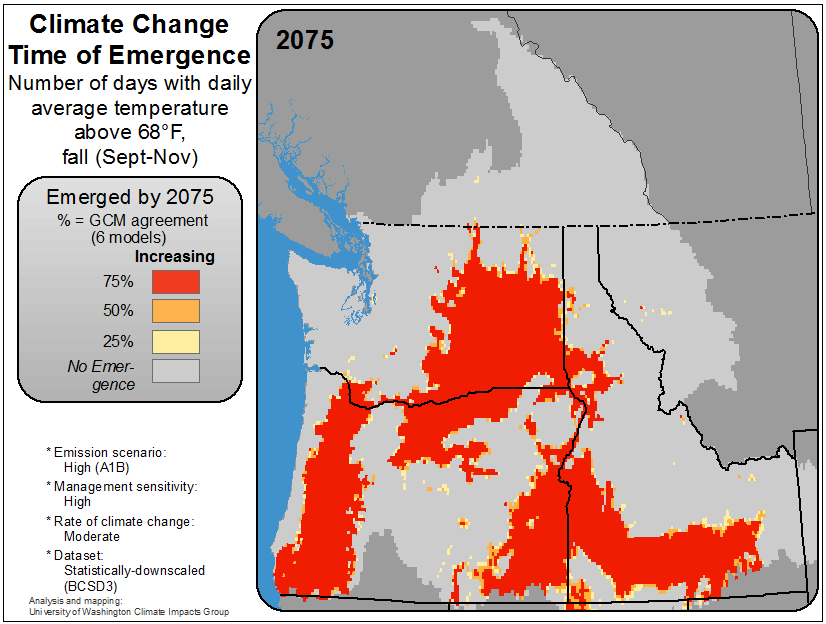 Climate Change
Time of Emergence
Number of days with daily
average temperature
above 68°F,
fall (Sept-Nov)
Emerged by 2075
% = GCM agreement
(6 models)
Increasing
75%
50%
25%
No Emer-
gence
* Emission scenario:
High (A1B)
* Management sensitivity:
High
* Rate of climate change:
Moderate
* Dataset:
Statistically-downscaled
(BCSD3)
Analysis and mapping:
University of Washington Climate Impacts Group
2075